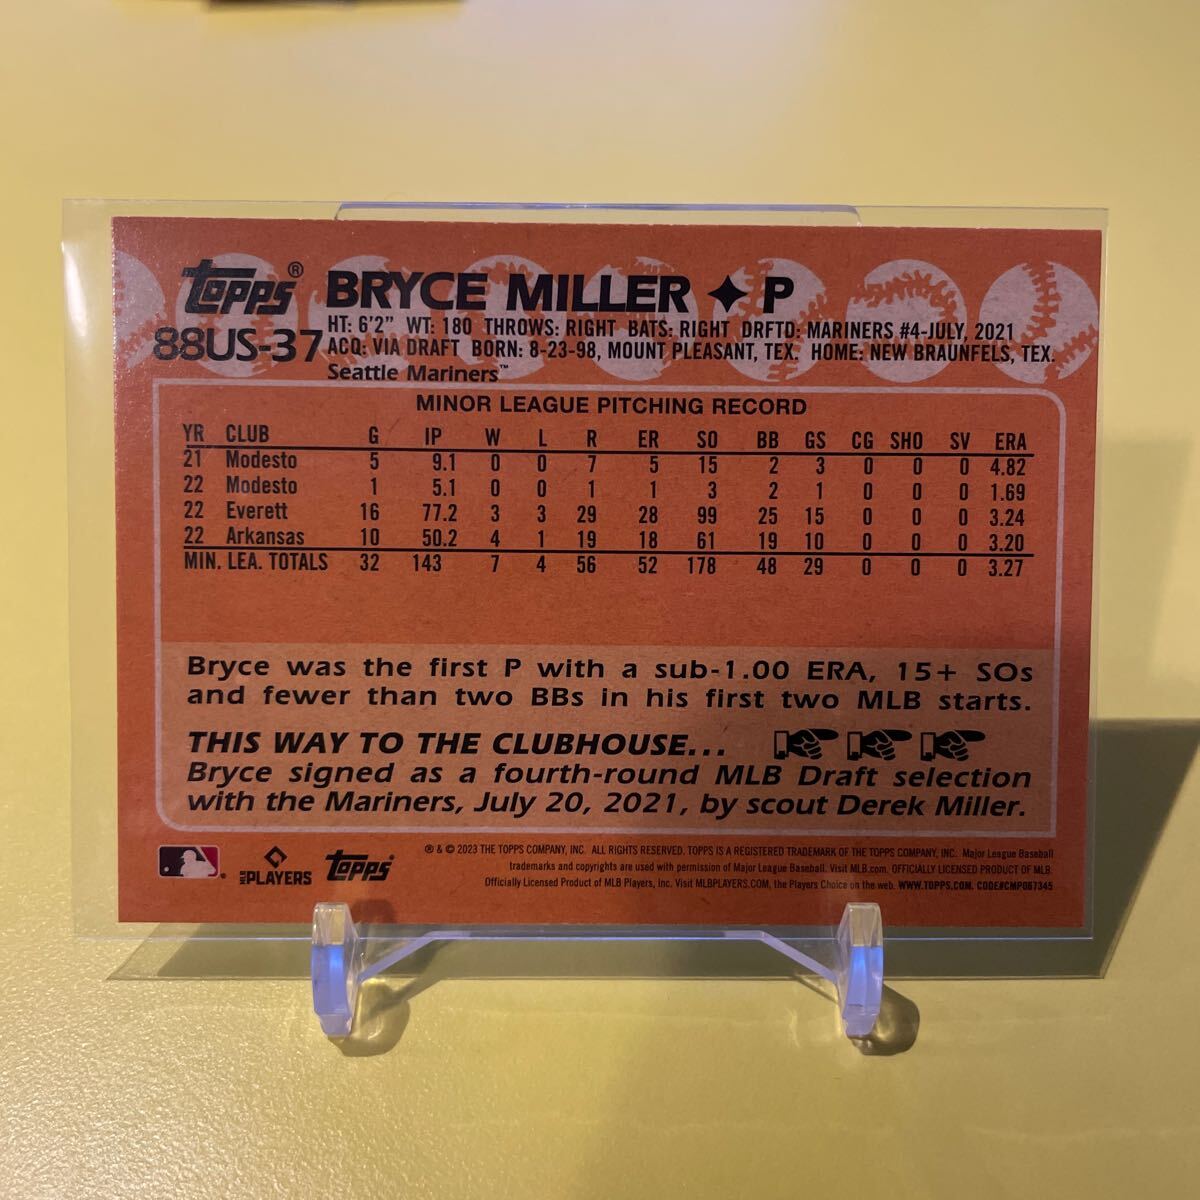 Topps® BRYCE MILLER ✦ P
88US-37
HT: 6'2" WT: 180 THROWS: RIGHT BATS: RIGHT DRFTD: MARINERS #4-JULY, 2021
ACQ: VIA DRAFT BORN: 8-23-98, MOUNT PLEASANT, TEX. HOME: NEW BRAUNFELS, TEX.
Seattle Mariners™
MINOR LEAGUE PITCHING RECORD
YR CLUB G IP W L R ER SO BB GS CG SHO SV ERA
21 Modesto 5 9.1 0 0 7 5 15 2 3 0 0 0 4.82
22 Modesto 1 5.1 0 0 1 1 3 2 1 0 0 0 1.69
22 Everett 16 77.2 3 3 29 28 99 25 15 0 0 0 3.24
22 Arkansas 10 50.2 4 1 19 18 61 19 10 0 0 0 3.20
MIN. LEA. TOTALS 32 143 7 4 56 52 178 48 29 0 0 0 3.27
Bryce was the first P with a sub-1.00 ERA, 15+ SOs
and fewer than two BBs in his first two MLB starts.
THIS WAY TO THE CLUBHOUSE...
Bryce signed as a fourth-round MLB Draft selection
with the Mariners, July 20, 2021, by scout Derek Miller.
® & © 2023 THE TOPPS COMPANY, INC. ALL RIGHTS RESERVED. TOPPS IS A REGISTERED TRADEMARK OF THE TOPPS COMPANY, INC. Major League Baseball
trademarks and copyrights are used with permission of Major League Baseball. Visit MLB.com. OFFICIALLY LICENSED PRODUCT OF MLB
Officially Licensed Product of MLB Players, Inc. Visit MLBPLAYERS.COM, the Players Choice on the web. WWW.TOPPS.COM. CODE#CMP067345
MLB PLAYERS Topps®